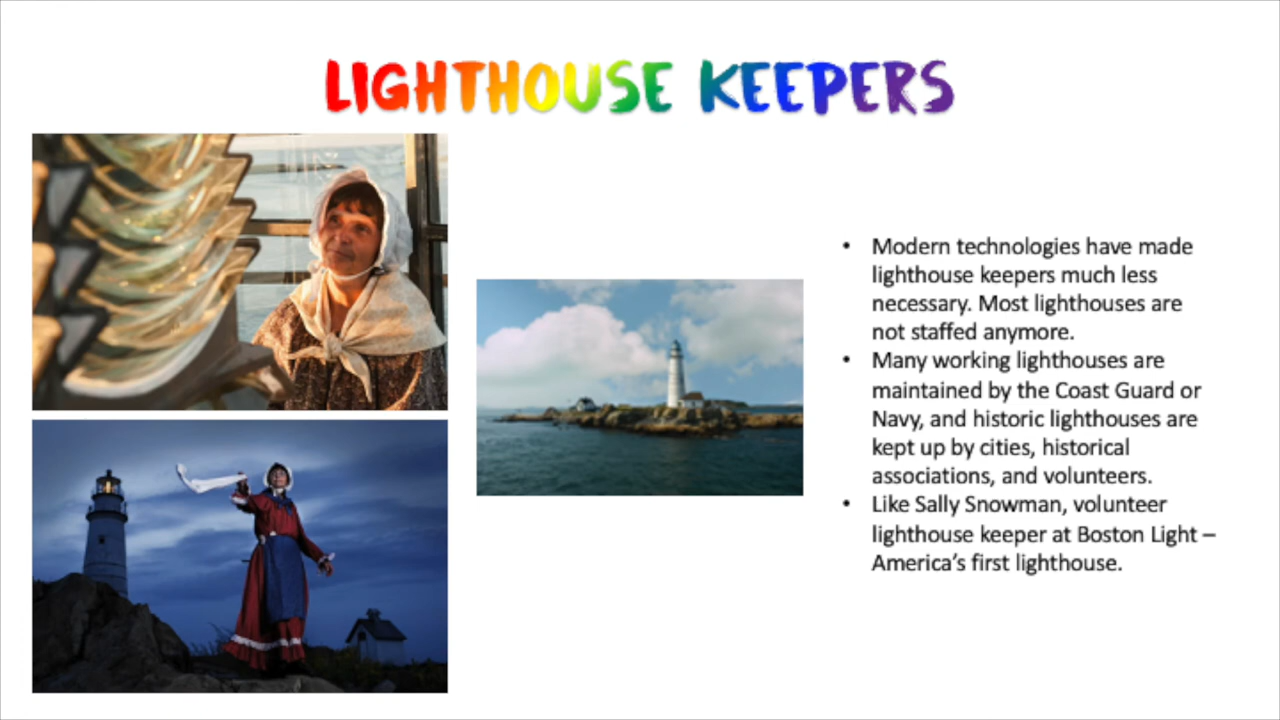 LIGHTHOUSE KEEPERS
• Modern technologies have made
lighthouse keepers much less
necessary. Most lighthouses are
not staffed anymore.
• Many working lighthouses are
maintained by the Coast Guard or
Navy, and historic lighthouses are
kept up by cities, historical
associations, and volunteers.
• Like Sally Snowman, volunteer
lighthouse keeper at Boston Light –
America’s first lighthouse.